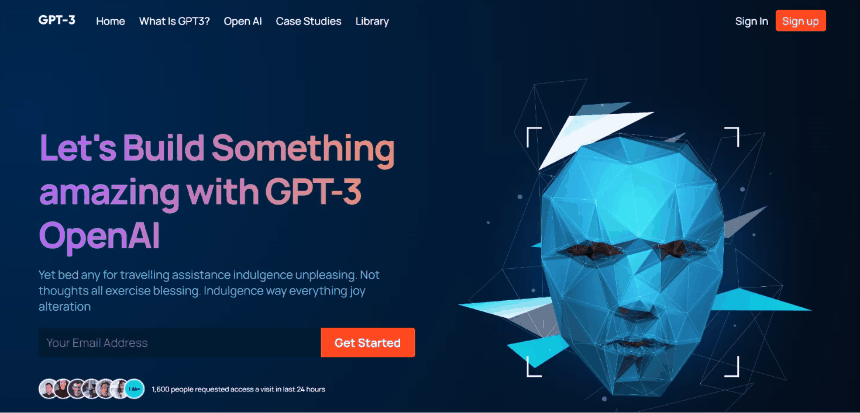 GPT-3 Home What Is GPT3? Open AI Case Studies Library Sign In Sign up
Let's Build Something
amazing with GPT-3
OpenAI
Yet bed any for travelling assistance indulgence unpleasing. Not
thoughts all exercise blessing. Indulgence way everything joy
alteration
Your Email Address Get Started
1,600 people requested access a visit in last 24 hours